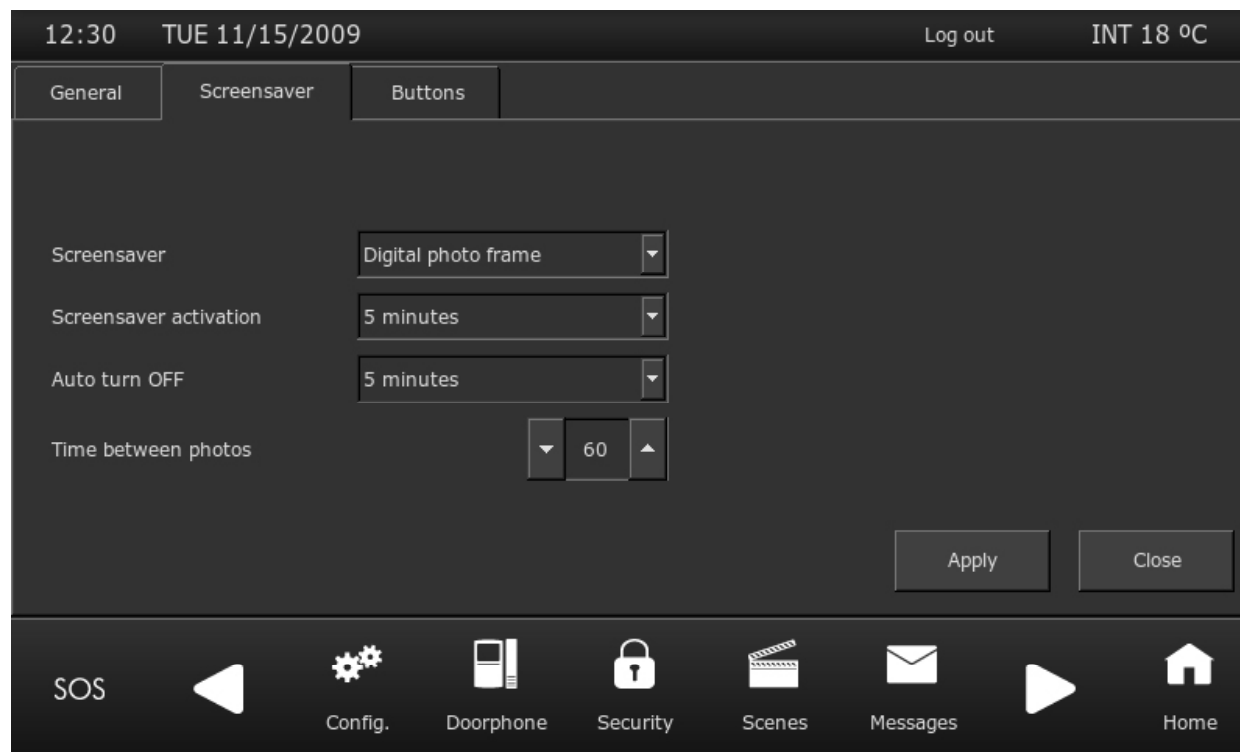 12:30 TUE 11/15/2009 Log out INT 18 ºC
General Screensaver Buttons
Screensaver Digital photo frame
Screensaver activation 5 minutes
Auto turn OFF 5 minutes
Time between photos 60
Apply Close
SOS Config. Doorphone Security Scenes Messages Home